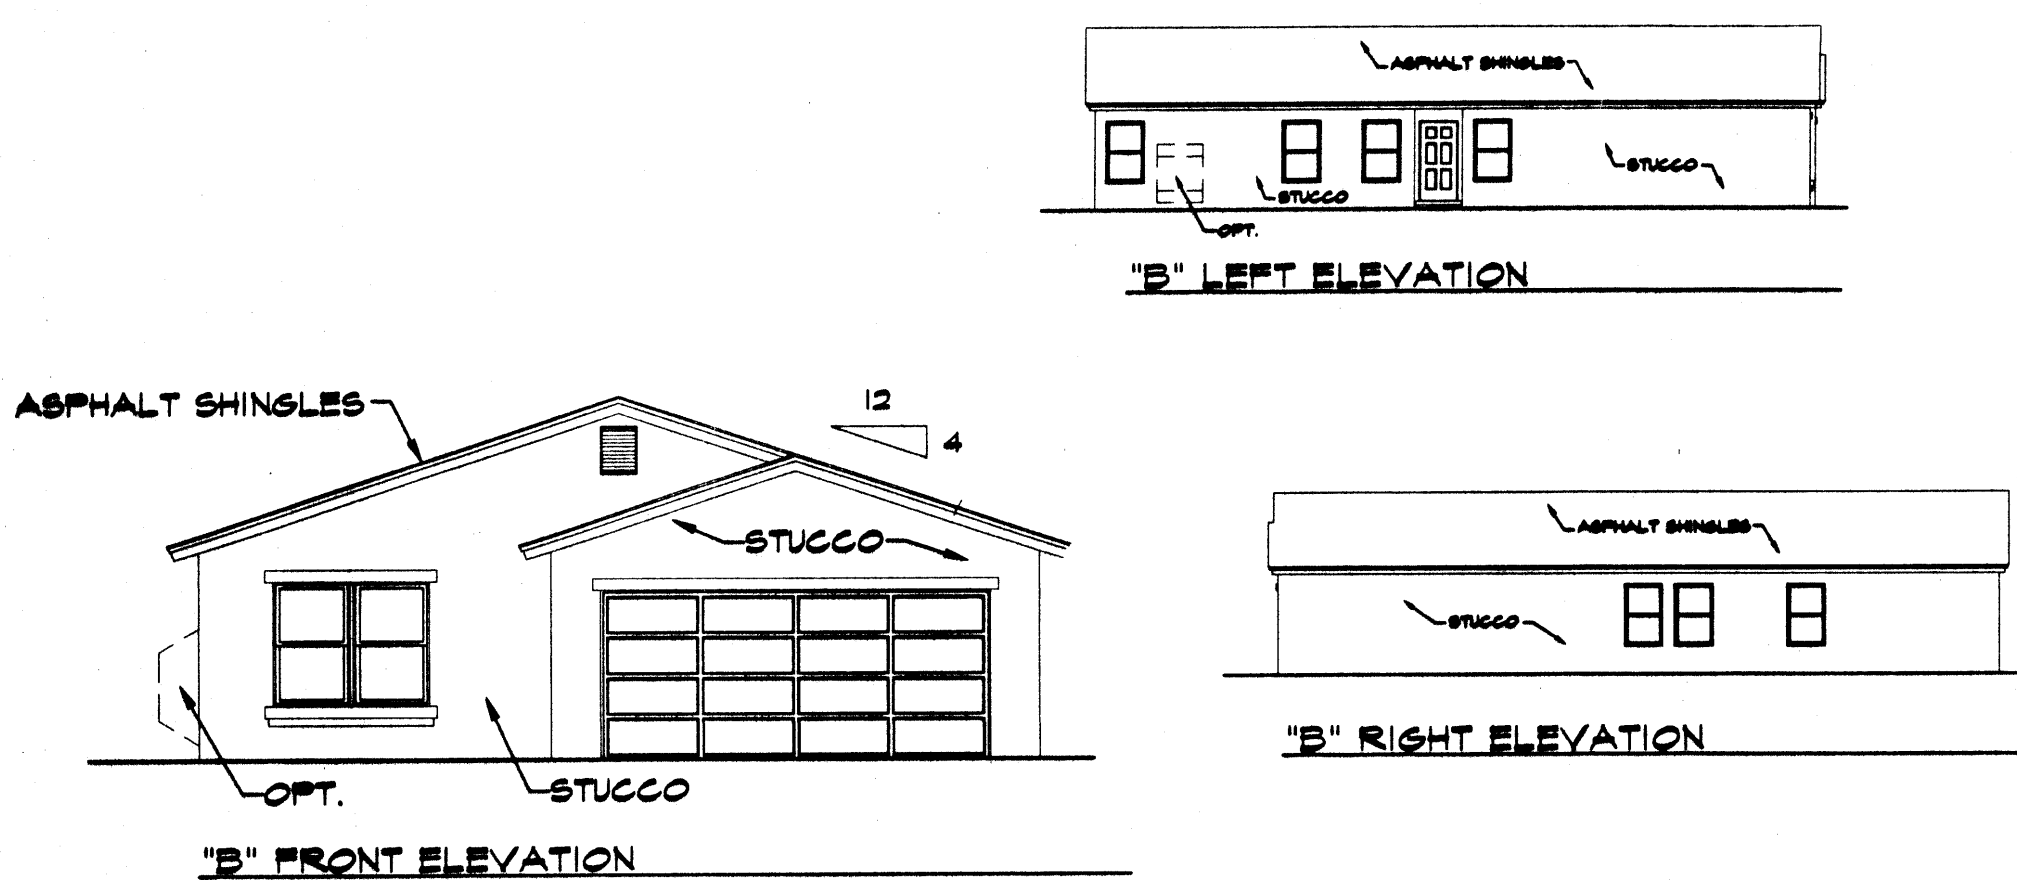 ASPHALT SHINGLES
STUCCO
STUCCO
OPT.
"B" LEFT ELEVATION
ASPHALT SHINGLES
12
4
STUCCO
OPT.
STUCCO
"B" FRONT ELEVATION
ASPHALT SHINGLES
STUCCO
"B" RIGHT ELEVATION